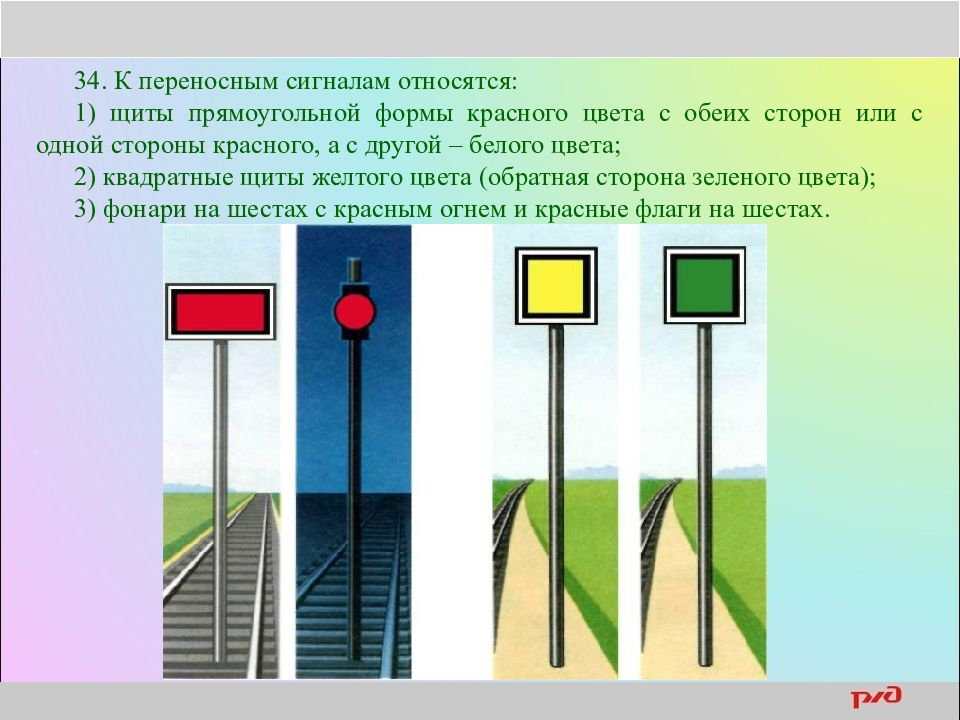 34. К переносным сигналам относятся:
1) щиты прямоугольной формы красного цвета с обеих сторон или с
одной стороны красного, а с другой – белого цвета;
2) квадратные щиты желтого цвета (обратная сторона зеленого цвета);
3) фонари на шестах с красным огнем и красные флаги на шестах.
ржд